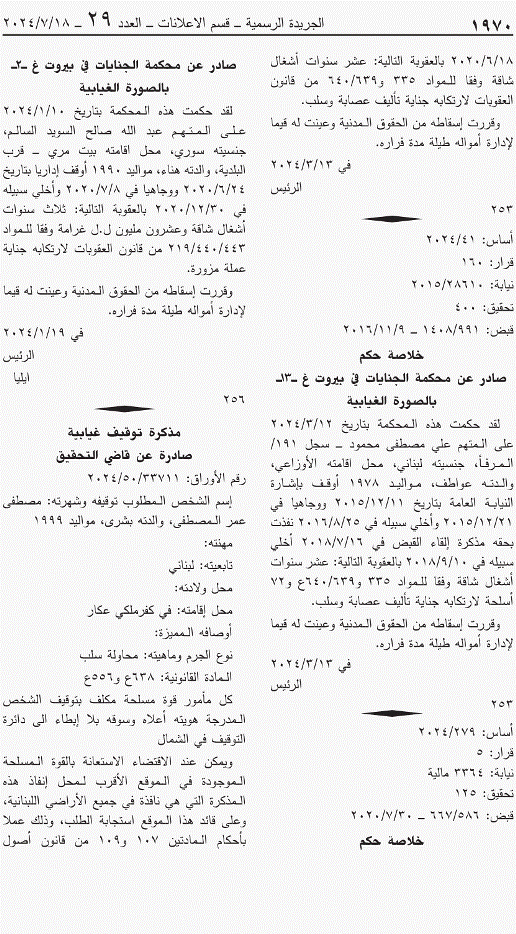 ١٩٧٠
الجريدة الرسمية – قسم الاعلانات – العدد ٢٩ – ٢٠٢٤/٧/١٨
٢٠٢٠/٦/١٨ بالعقوبة التالية: عشر سنوات أشغال
شاقة وفقا للمواد ٣٣٥ و٦٤٠/٦٣٩ من قانون
العقوبات لارتكابه جناية تأليف عصابة وسلب.
وقررت إسقاطه من الحقوق المدنية وعينت له قيما
لإدارة أمواله طيلة مدة فراره.
في ٢٠٢٤/٣/١٣
الرئيس
٢٥٣
أساس: ٢٠٢٤/٤١
قرار: ١٦٠
نيابة: ٢٠١٥/٢٨٦١٠
تحقيق: ٤٠٠
قبض: ١٤٠٨/٩٩١ – ٢٠١٦/١١/٩
خلاصة حكم
صادر عن محكمة الجنايات في بيروت غ –١٣–
بالصورة الغيابية
لقد حكمت هذه المحكمة بتاريخ ٢٠٢٤/٣/١٢
على المتهم علي مصطفى محمود – سجل ١٩١/
المرفـأ، جنسيته لبناني، محل اقامته الأوزاعي،
والدتـه عواطف، مواليد ١٩٧٨ أوقف بإشارة
النيابة العامة بتاريخ ٢٠١٥/١٢/١١ ووجاهيا في
٢٠١٥/١٢/٢١ وأخلي سبيله في ٢٠١٦/٨/٢٥ نفذت
بحقه مذكرة إلقاء القبض في ٢٠١٨/٧/١٦ أخلي
سبيله في ٢٠١٨/٩/١٠ بالعقوبة التالية: عشر سنوات
أشغال شاقة وفقا للمواد ٣٣٥ و٦٤٠/٦٣٩ع و٧٢
أسلحة لارتكابه جناية تأليف عصابة وسلب.
وقررت إسقاطه من الحقوق المدنية وعينت له قيما
لإدارة أمواله طيلة مدة فراره.
في ٢٠٢٤/٣/١٣
الرئيس
٢٥٣
أساس: ٢٠٢٤/٢٧٩
قرار: ٥
نيابة: ٣٣٦٤ مالية
تحقيق: ١٢٥
قبض: ٦٦٧/٥٨٦ – ٢٠٢٠/٧/٣٠
خلاصة حكم
صادر عن محكمة الجنايات في بيروت غ –٢–
بالصورة الغيابية
لقد حكمت هذه المحكمة بتاريخ ٢٠٢٤/١/١٠
على المتهم عبد الله صالح السويد السالم،
جنسيته سوري، محل اقامته بيت مري – قرب
البلدية، والدته هناء، مواليد ١٩٩٠ أوقف إداريا بتاريخ
٢٠٢٠/٦/٢٤ ووجاهيا في ٢٠٢٠/٧/٨ وأخلي سبيله
في ٢٠٢٠/١٢/٣٠ بالعقوبة التالية: ثلاث سنوات
أشغال شاقة وعشرون مليون ل.ل غرامة وفقا للمواد
٢١٩/٤٤٠/٤٤٣ من قانون العقوبات لارتكابه جناية
عملة مزورة.
وقررت إسقاطه من الحقوق المدنية وعينت له قيما
لإدارة أمواله طيلة مدة فراره.
في ٢٠٢٤/١/١٩
الرئيس
ايليا
٢٥٦
مذكرة توقيف غيابية
صادرة عن قاضي التحقيق
رقم الأوراق: ٢٠٢٤/٥٠/٣٣٧١١
إسم الشخص المطلوب توقيفه وشهرته: مصطفى
عمر المصطفى، والدته بشرى، مواليد ١٩٩٩
مهنته:
تابعيته: لبناني
محل ولادته:
محل إقامته: في كفرملكي عكار
أوصافه المميزة:
نوع الجرم وماهيته: محاولة سلب
المادة القانونية: ٦٣٨ع و٥٥٦ع
كل مأمور قوة مسلحة مكلف بتوقيف الشخص
المدرجة هويته أعلاه وسوقه بلا إبطاء الى دائرة
التوقيف في الشمال
ويمكن عند الاقتضاء الاستعانة بالقوة المسلحة
الموجودة في الموقع الأقرب لمحل إنفاذ هذه
المذكرة التي هي نافذة في جميع الأراضي اللبنانية،
وعلى قائد هذا الموقع استجابة الطلب، وذلك عملا
بأحكام المادتين ١٠٧ و١٠٩ من قانون أصول